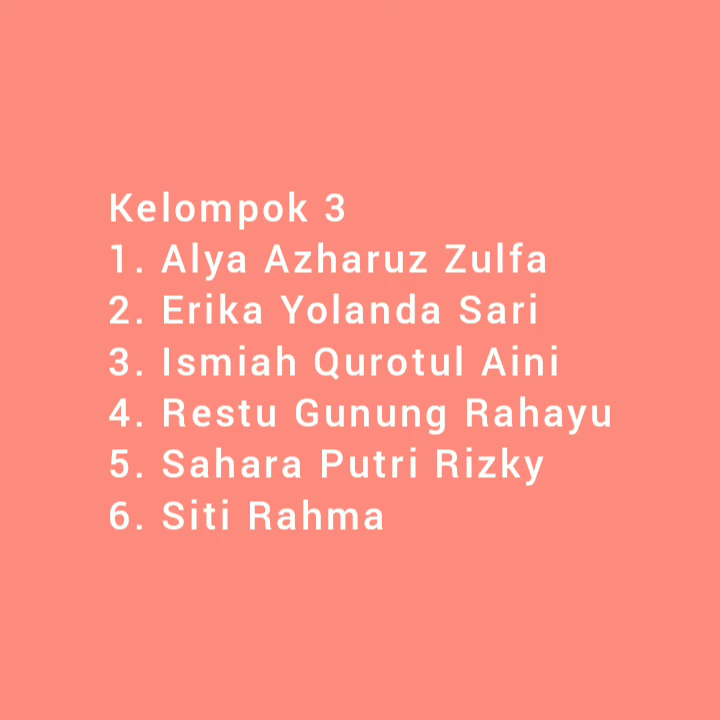 Kelompok 3
1. Alya Azharuz Zulfa
2. Erika Yolanda Sari
3. Ismiah Qurotul Aini
4. Restu Gunung Rahayu
5. Sahara Putri Rizky
6. Siti Rahma